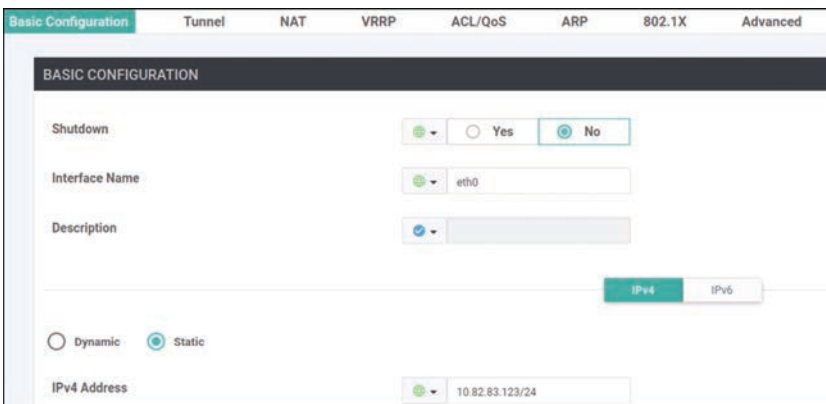 Basic Configuration Tunnel NAT VRRP ACL/QoS ARP 802.1X Advanced
BASIC CONFIGURATION
Shutdown Yes No
Interface Name eth0
Description
IPv4 IPv6
Dynamic Static
IPv4 Address 10.82.83.123/24